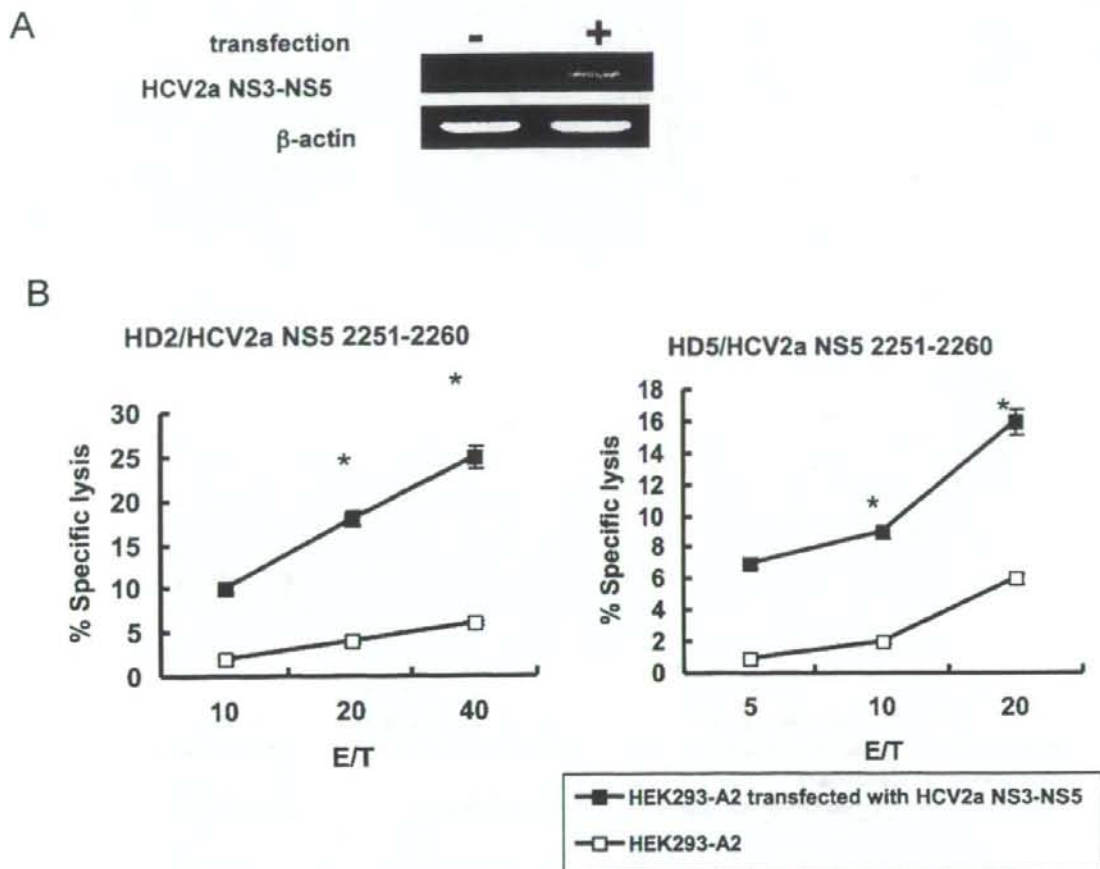 A
transfection - +
HCV2a NS3-NS5
β-actin
B
HD2/HCV2a NS5 2251-2260
% Specific lysis
30
25
20
15
10
5
0
* *
10 20 40
E/T
HD5/HCV2a NS5 2251-2260
% Specific lysis
18
16
14
12
10
8
6
4
2
0
* *
5 10 20
E/T
HEK293-A2 transfected with HCV2a NS3-NS5
HEK293-A2